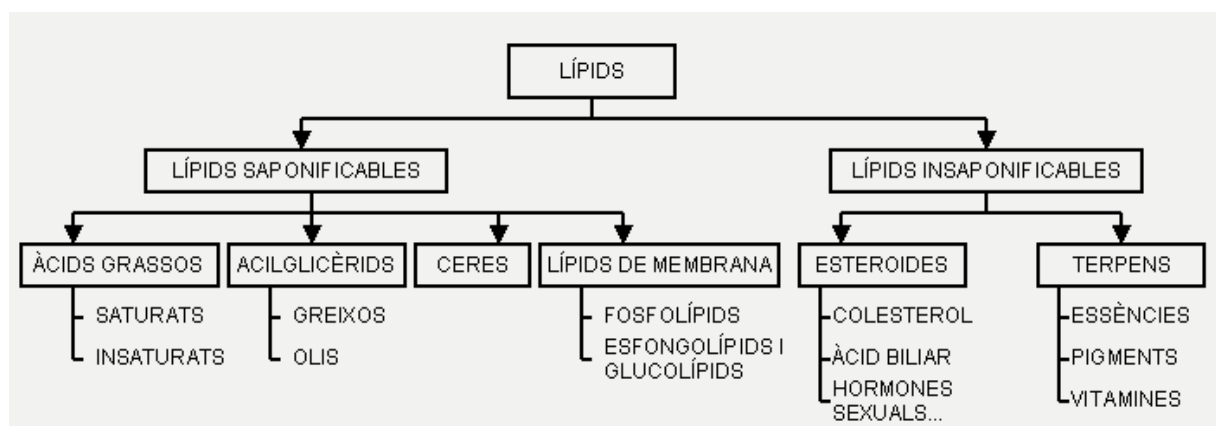 LÍPIDS
LÍPIDS SAPONIFICABLES
LÍPIDS INSAPONIFICABLES
ÀCIDS GRASSOS
ACILGLICÈRIDS
CERES
LÍPIDS DE MEMBRANA
ESTEROIDES
TERPENS
SATURATS
INSATURATS
GREIXOS
OLIS
FOSFOLÍPIDS
ESFONGOLÍPIDS I
GLUCOLÍPIDS
COLESTEROL
ÀCID BILIAR
HORMONES
SEXUALS...
ESSÈNCIES
PIGMENTS
VITAMINES